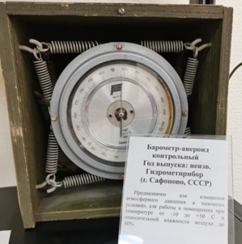 Барометр-анероид
контрольный
Год выпуска: неизв.
Гидрометприбор
(г. Сафоново, СССР)
Предназначен для измерения
атмосферного давления в наземных
условиях для работы в помещениях при
температуре от -10 до +50 С и
относительной влажности воздуха до
80%.